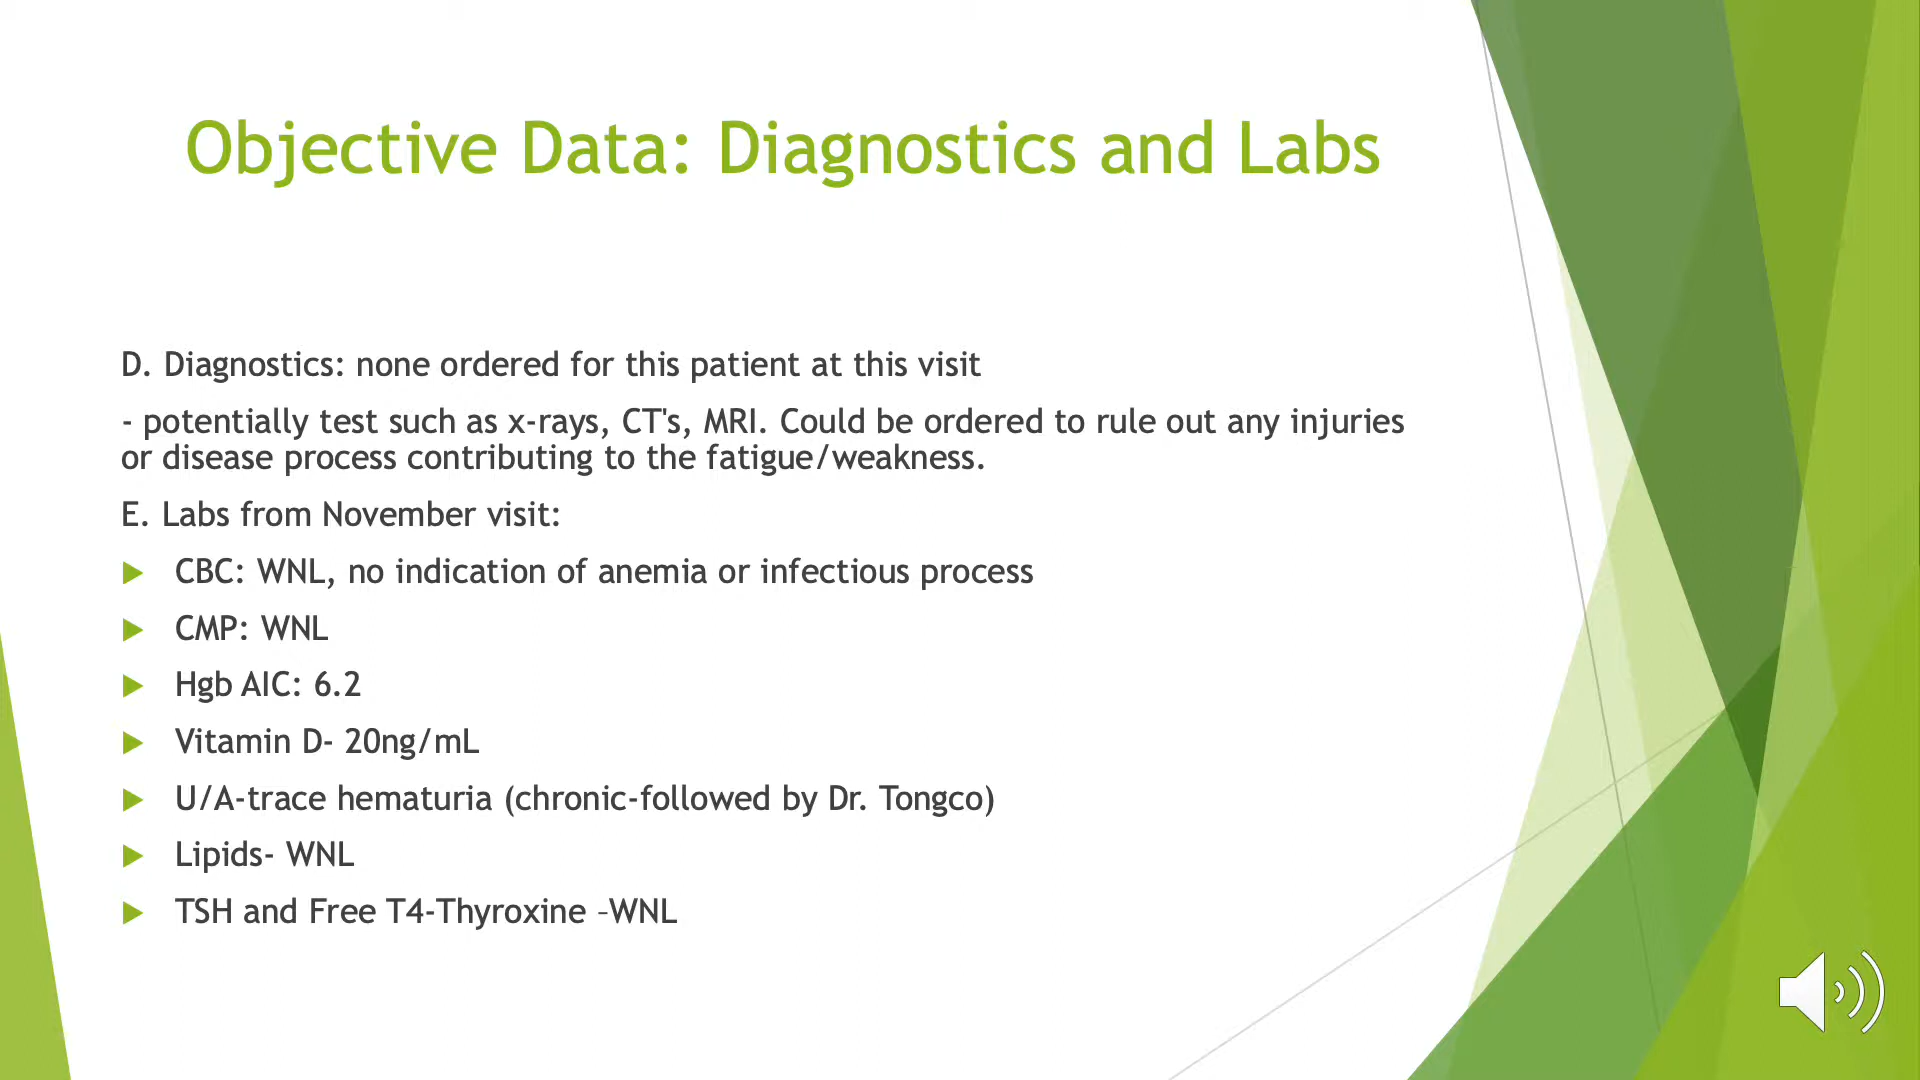 Objective Data: Diagnostics and Labs
D. Diagnostics: none ordered for this patient at this visit
- potentially test such as x-rays, CT's, MRI. Could be ordered to rule out any injuries
or disease process contributing to the fatigue/weakness.
E. Labs from November visit:
CBC: WNL, no indication of anemia or infectious process
CMP: WNL
Hgb AIC: 6.2
Vitamin D- 20ng/mL
U/A-trace hematuria (chronic-followed by Dr. Tongco)
Lipids- WNL
TSH and Free T4-Thyroxine –WNL